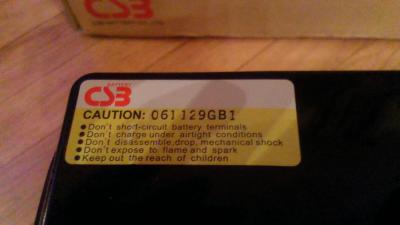 CSB
BATTERY
CSB
CAUTION: 061129GB1
●Don't short-circuit battery terminals
●Don't charge under airtight conditions
●Don't disassemble,drop, mechanical shock
●Don't expose to flame and spark
●Keep out the reach of children